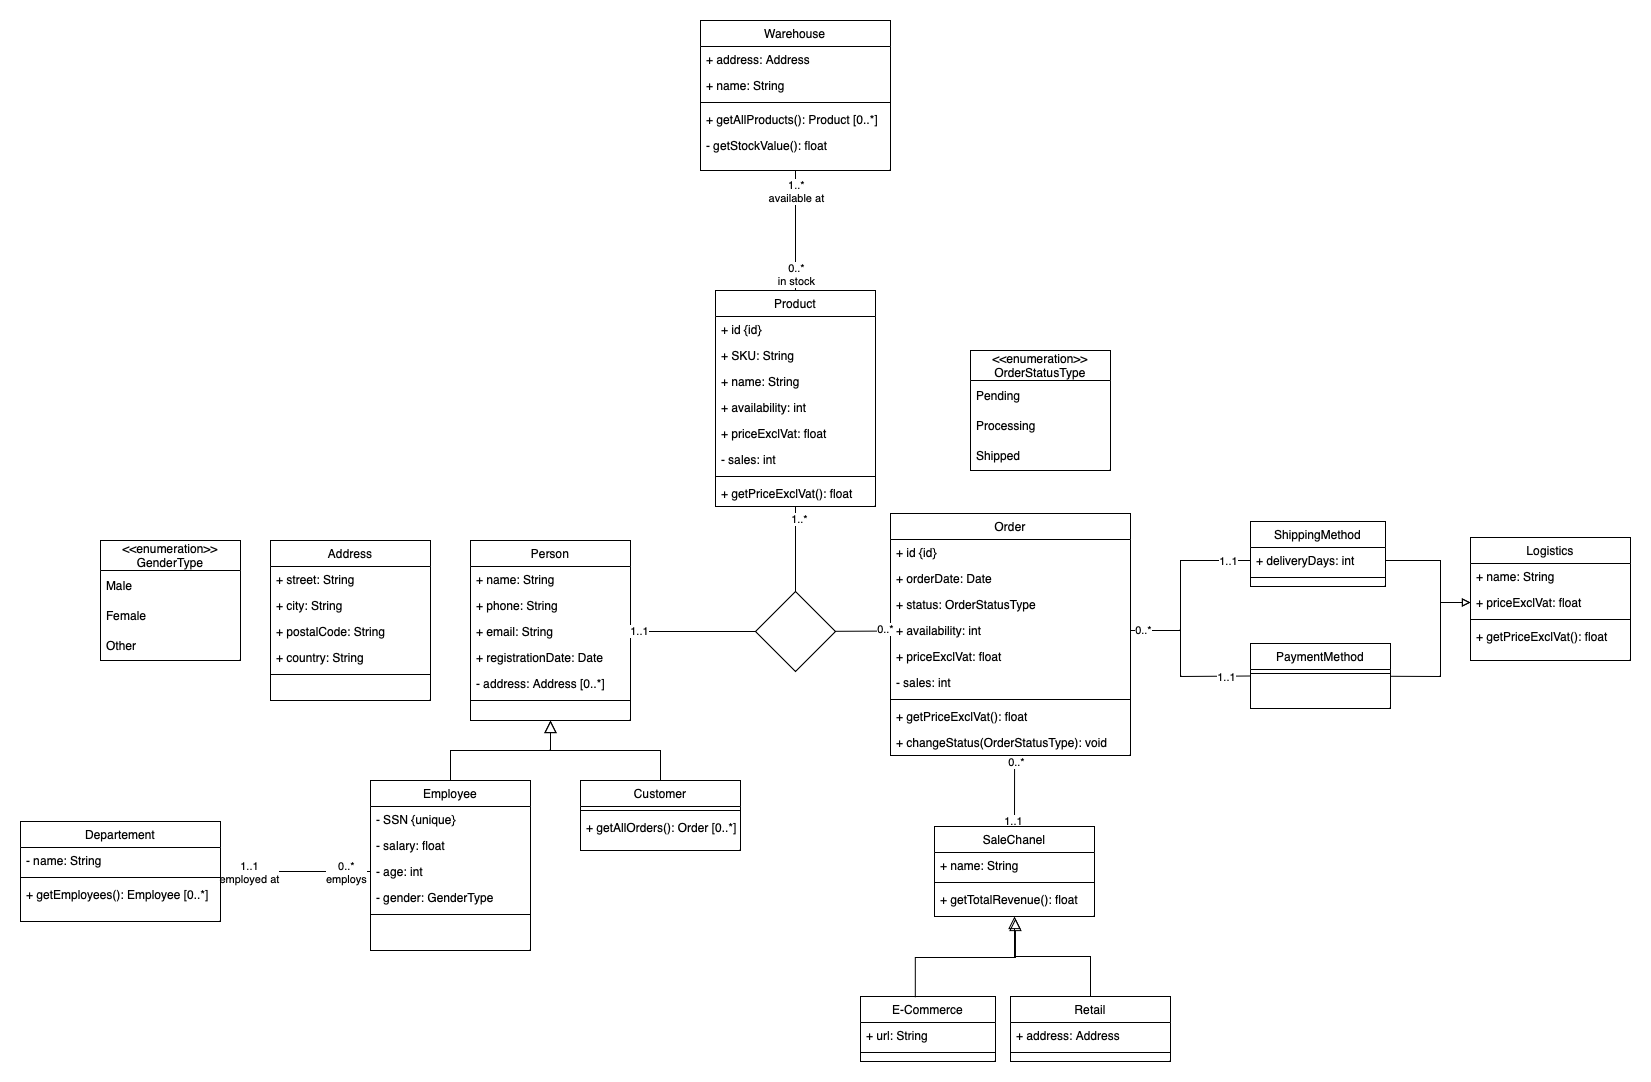 Warehouse
+ address: Address
+ name: String
+ getAllProducts(): Product [0..*]
- getStockValue(): float
1..*
available at
0..*
in stock
Product
+ id {id}
+ SKU: String
+ name: String
+ availability: int
+ priceExclVat: float
- sales: int
+ getPriceExclVat(): float
1..*
<<enumeration>>
OrderStatusType
Pending
Processing
Shipped
<<enumeration>>
GenderType
Male
Female
Other
Address
+ street: String
+ city: String
+ postalCode: String
+ country: String
Person
+ name: String
+ phone: String
+ email: String
+ registrationDate: Date
- address: Address [0..*]
1..1
0..*
Order
+ id {id}
+ orderDate: Date
+ status: OrderStatusType
+ availability: int
+ priceExclVat: float
- sales: int
+ getPriceExclVat(): float
+ changeStatus(OrderStatusType): void
0..*
1..1
1..1
ShippingMethod
+ deliveryDays: int
PaymentMethod
Logistics
+ name: String
+ priceExclVat: float
+ getPriceExclVat(): float
Departement
- name: String
+ getEmployees(): Employee [0..*]
1..1
employed at
0..*
employs
Employee
- SSN {unique}
- salary: float
- age: int
- gender: GenderType
Customer
+ getAllOrders(): Order [0..*]
0..*
1..1
SaleChanel
+ name: String
+ getTotalRevenue(): float
E-Commerce
+ url: String
Retail
+ address: Address